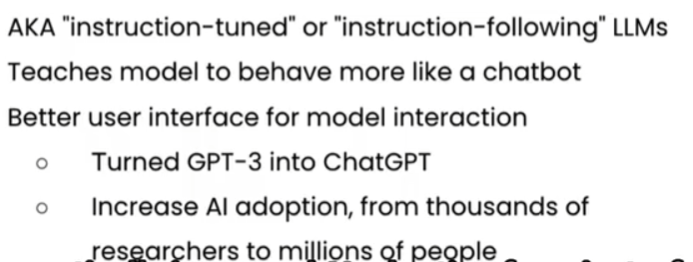 AKA "instruction-tuned" or "instruction-following" LLMs
Teaches model to behave more like a chatbot
Better user interface for model interaction
○ Turned GPT-3 into ChatGPT
○ Increase AI adoption, from thousands of
researchers to millions of people